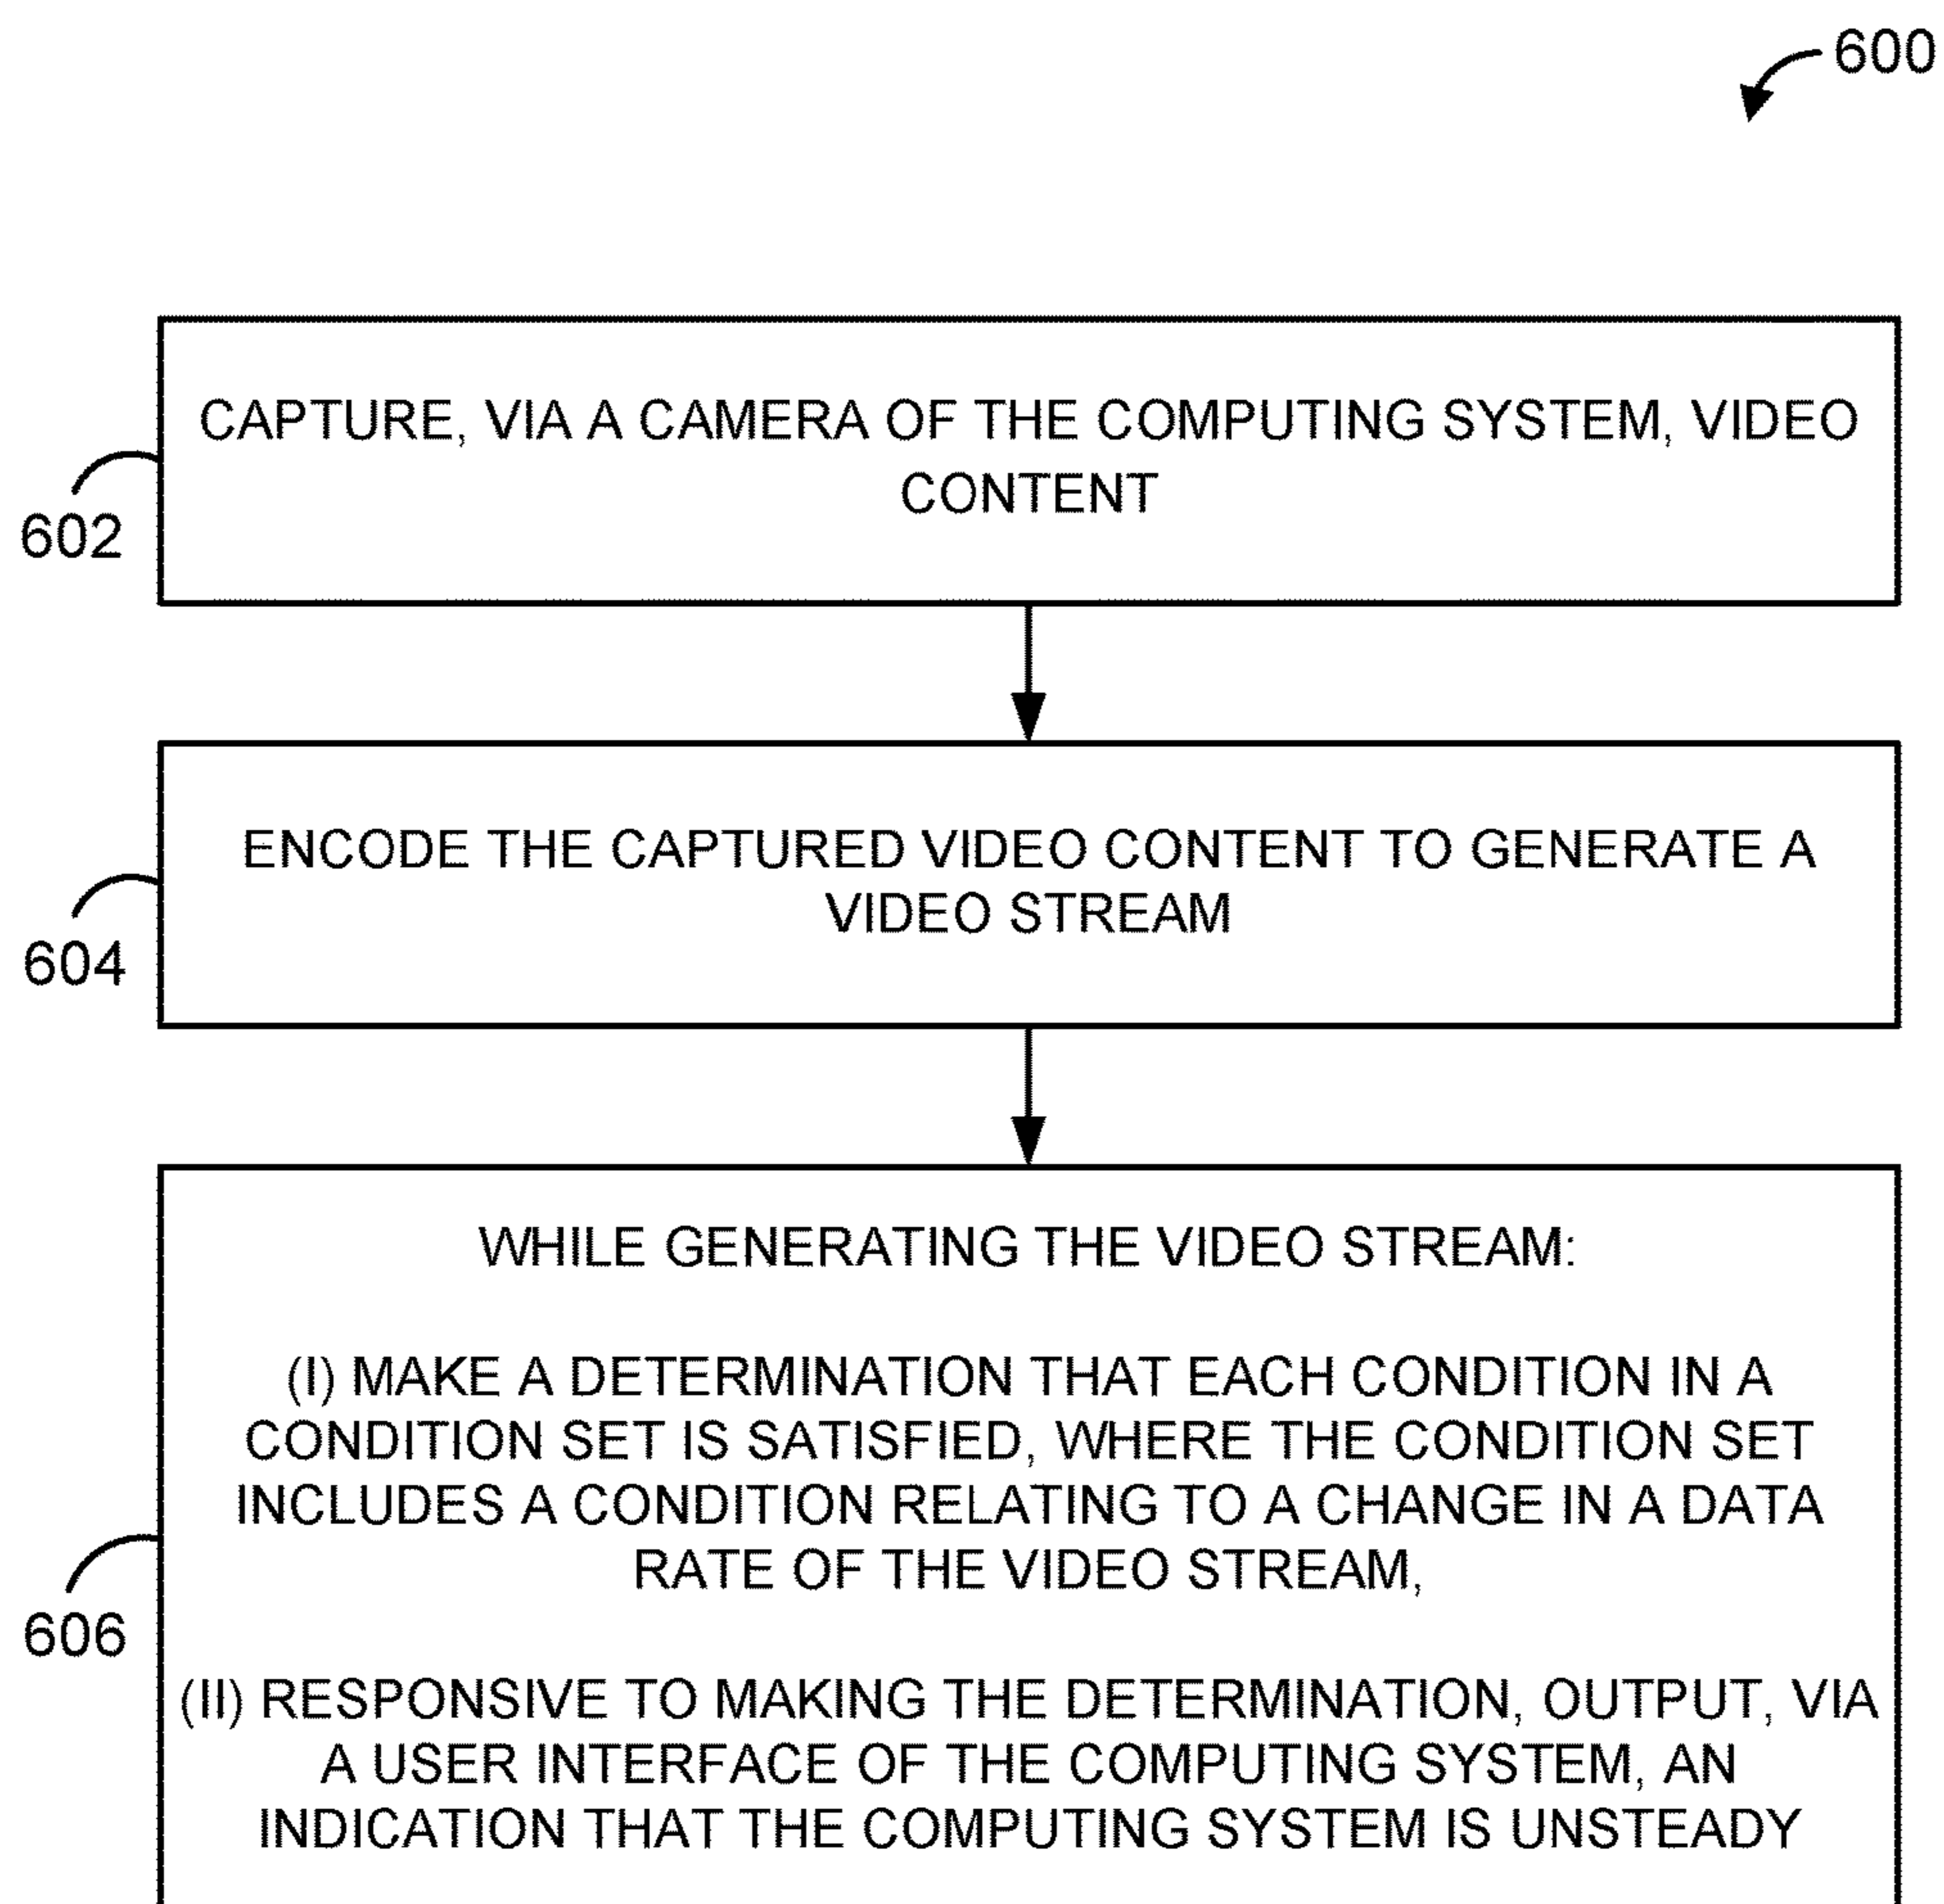 600
CAPTURE, VIA A CAMERA OF THE COMPUTING SYSTEM, VIDEO
CONTENT
602
ENCODE THE CAPTURED VIDEO CONTENT TO GENERATE A
VIDEO STREAM
604
WHILE GENERATING THE VIDEO STREAM:
(I) MAKE A DETERMINATION THAT EACH CONDITION IN A
CONDITION SET IS SATISFIED, WHERE THE CONDITION SET
INCLUDES A CONDITION RELATING TO A CHANGE IN A DATA
RATE OF THE VIDEO STREAM,
606
(II) RESPONSIVE TO MAKING THE DETERMINATION, OUTPUT, VIA
A USER INTERFACE OF THE COMPUTING SYSTEM, AN
INDICATION THAT THE COMPUTING SYSTEM IS UNSTEADY